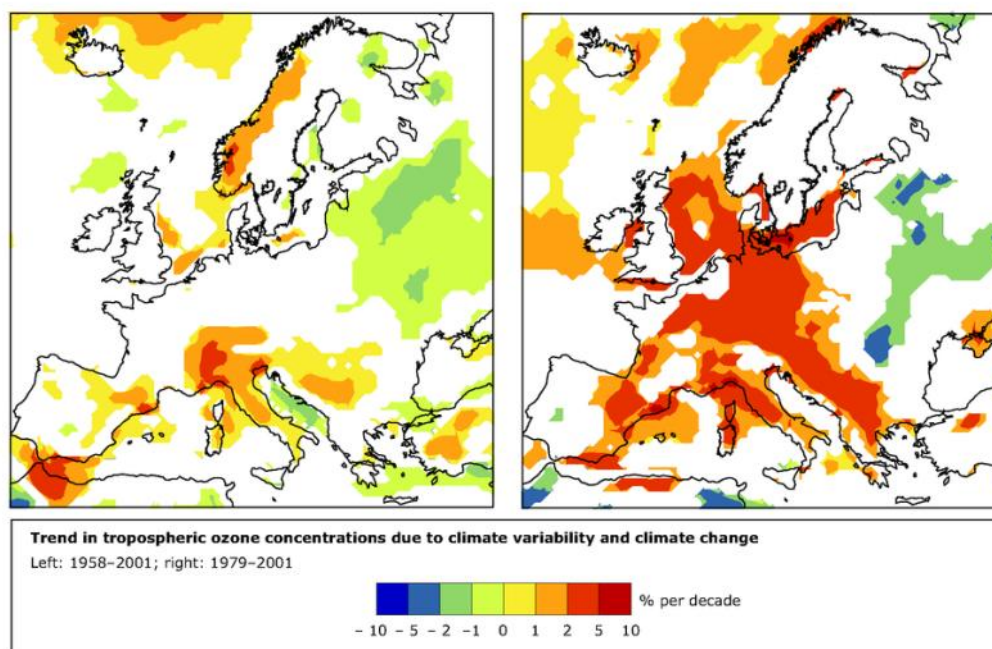 Trend in tropospheric ozone concentrations due to climate variability and climate change
Left: 1958–2001; right: 1979–2001
% per decade
– 10 – 5 – 2 –1 0 1 2 5 10